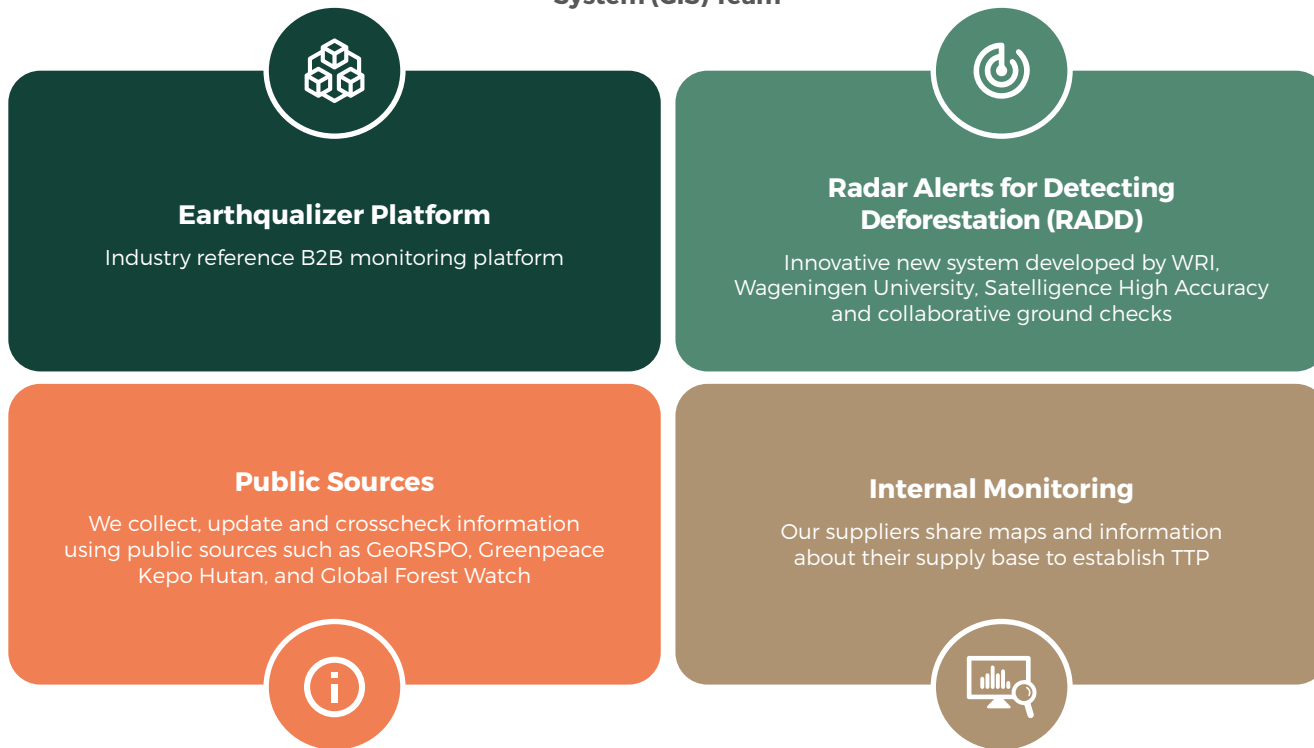 System (GIS) Team
Earthqualizer Platform
Industry reference B2B monitoring platform
Radar Alerts for Detecting
Deforestation (RADD)
Innovative new system developed by WRI,
Wageningen University, Satelligence High Accuracy
and collaborative ground checks
Public Sources
We collect, update and crosscheck information
using public sources such as GeoRSPO, Greenpeace
Kepo Hutan, and Global Forest Watch
Internal Monitoring
Our suppliers share maps and information
about their supply base to establish TTP